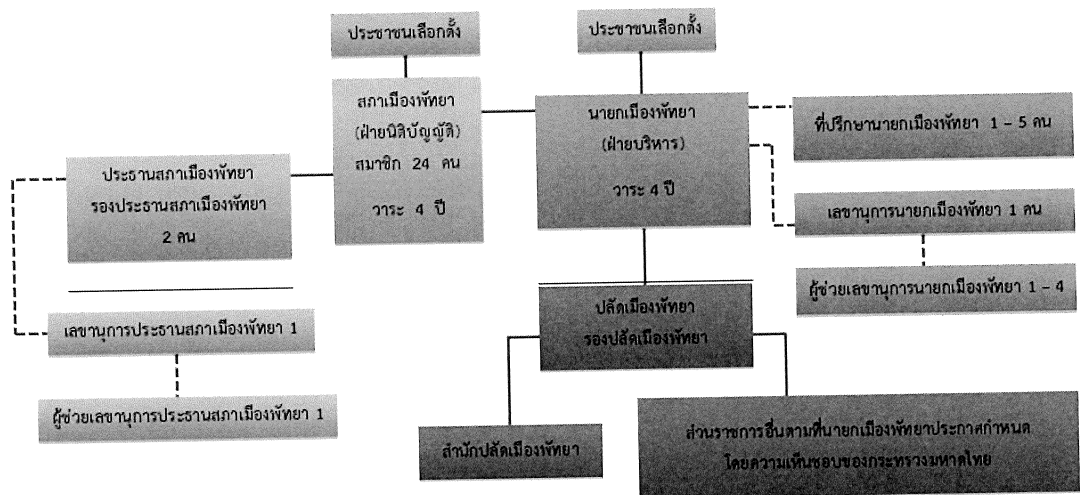 ประชาชนเลือกตั้ง
ประชาชนเลือกตั้ง
สภาเมืองพัทยา
(ฝ่ายนิติบัญญัติ)
สมาชิก 24 คน
วาระ 4 ปี
นายกเมืองพัทยา
(ฝ่ายบริหาร)
วาระ 4 ปี
ที่ปรึกษานายกเมืองพัทยา 1 – 5 คน
ประธานสภาเมืองพัทยา
รองประธานสภาเมืองพัทยา
2 คน
เลขานุการนายกเมืองพัทยา 1 คน
ผู้ช่วยเลขานุการนายกเมืองพัทยา 1 – 4
เลขานุการประธานสภาเมืองพัทยา 1
ผู้ช่วยเลขานุการประธานสภาเมืองพัทยา 1
ปลัดเมืองพัทยา
รองปลัดเมืองพัทยา
สำนักปลัดเมืองพัทยา
ส่วนราชการอื่นตามที่นายกเมืองพัทยาประกาศกำหนด
โดยความเห็นชอบของกระทรวงมหาดไทย